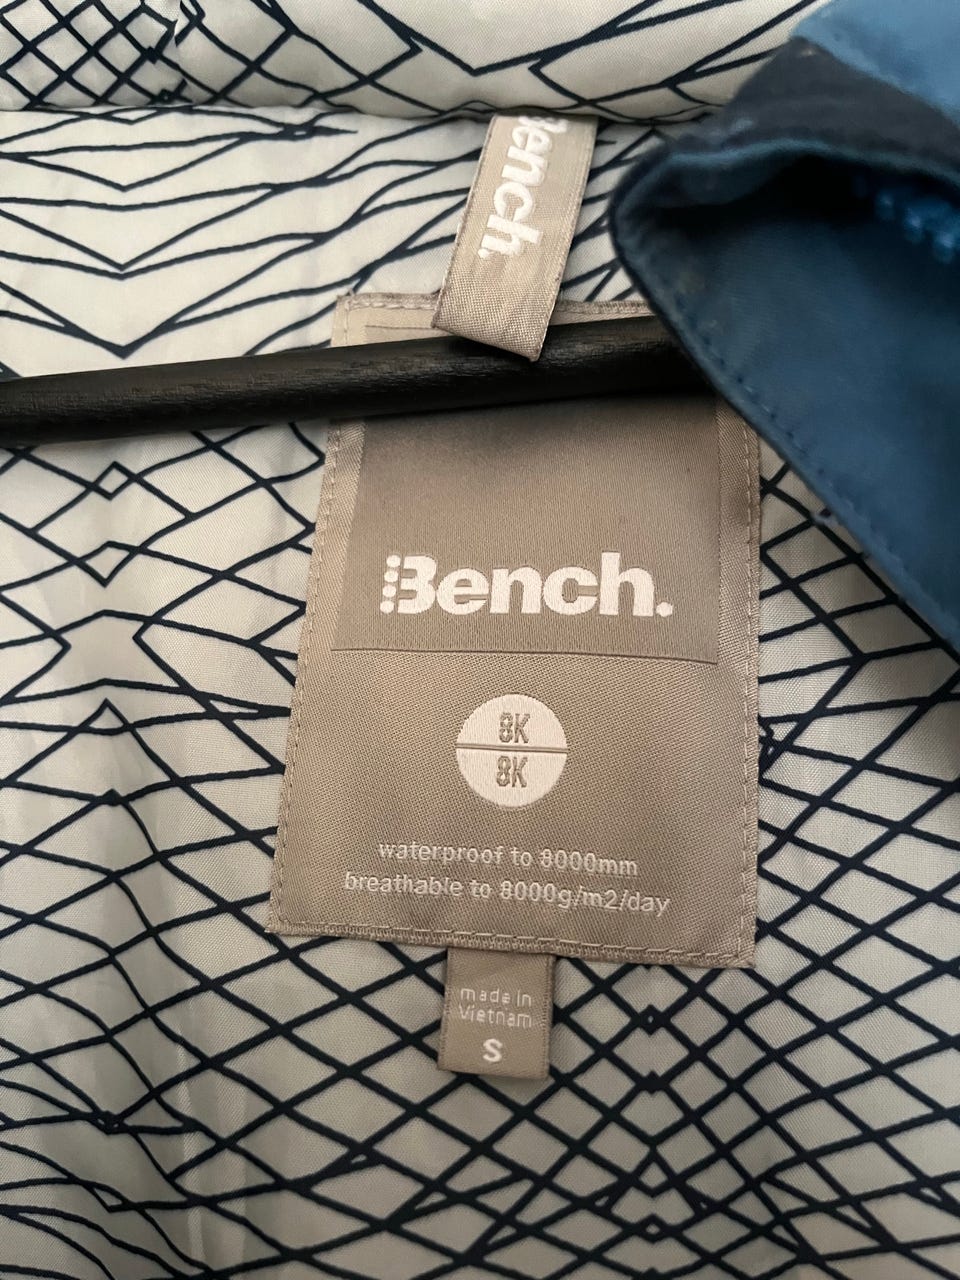 Bench.
Bench.
8K
8K
waterproof to 8000mm
breathable to 8000g/m2/day
made in
Vietnam
S